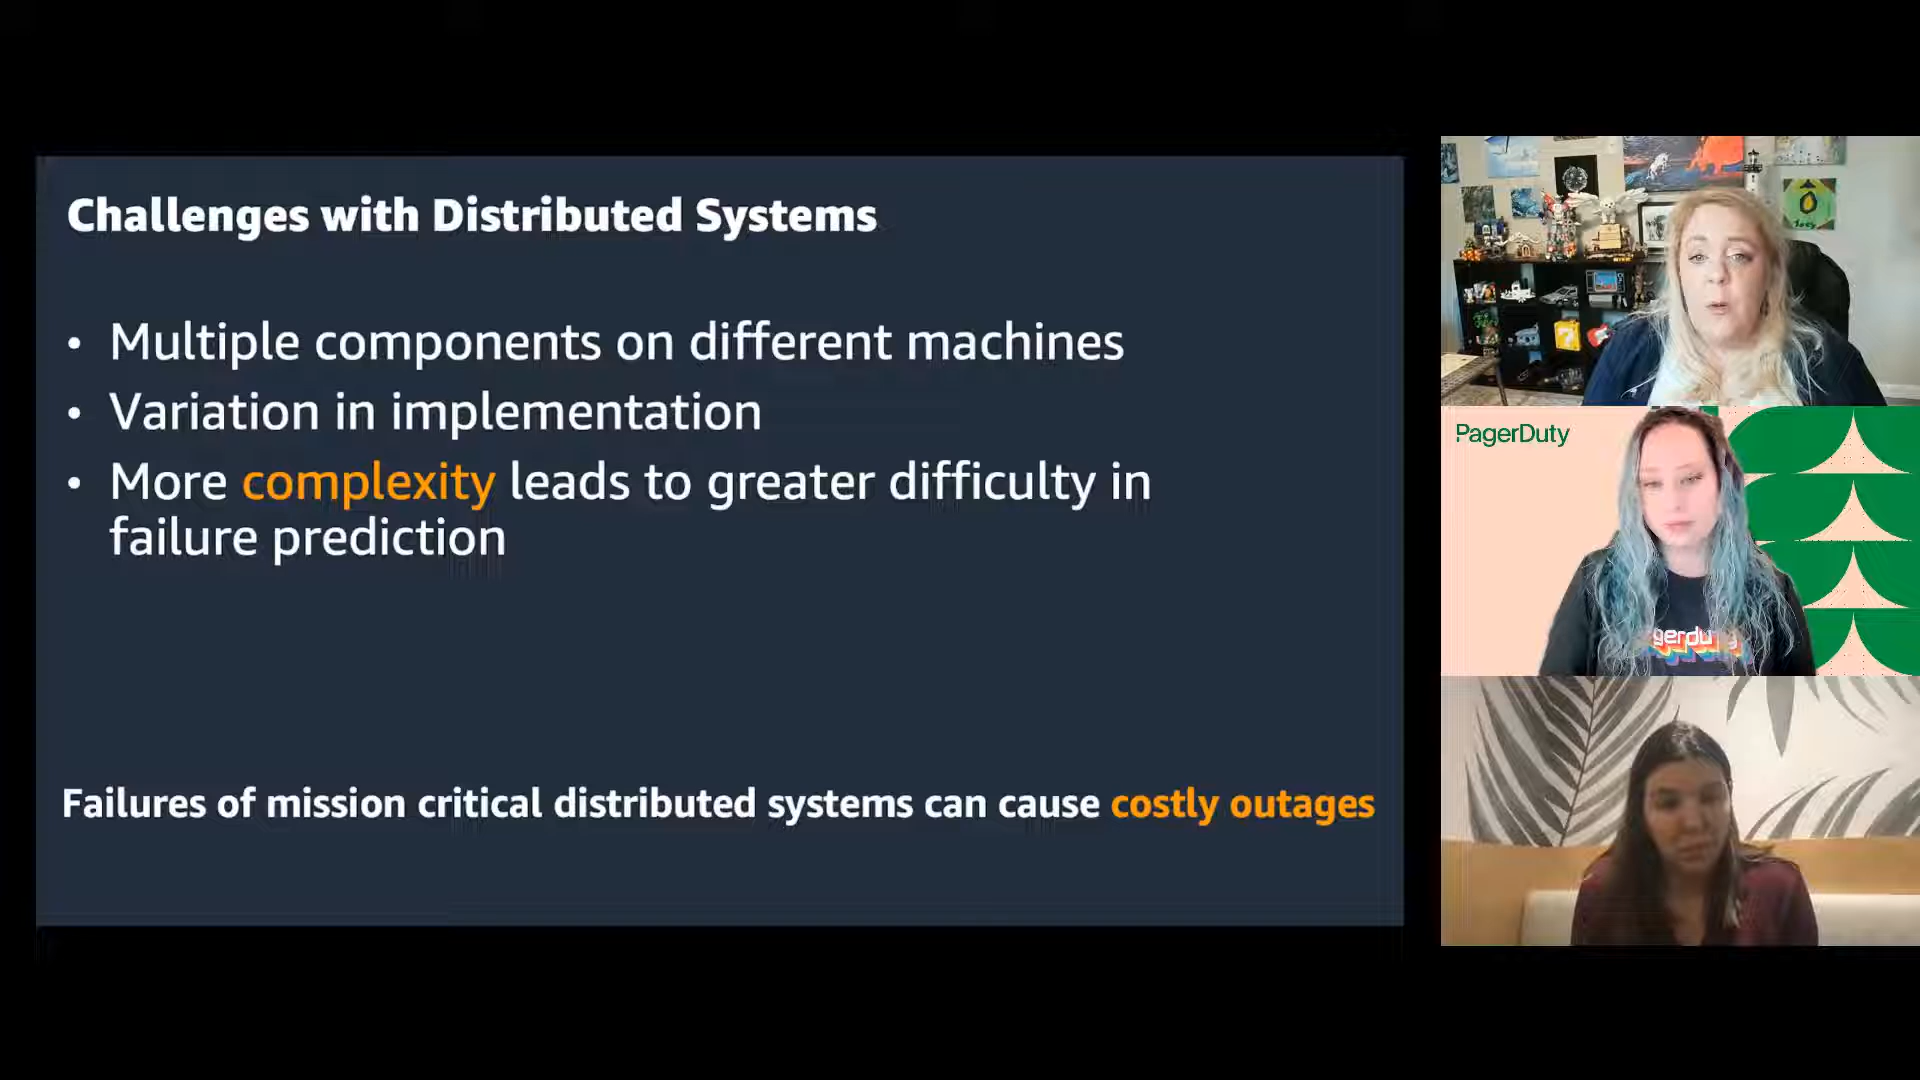 Challenges with Distributed Systems
• Multiple components on different machines
• Variation in implementation
• More complexity leads to greater difficulty in
failure prediction
Failures of mission critical distributed systems can cause costly outages
PagerDuty